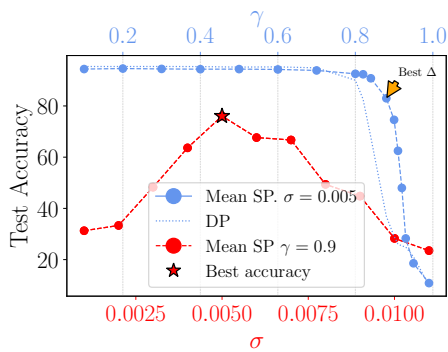 γ
0.2 0.4 0.6 0.8 1.0
Best Δ
Test Accuracy
80
60
40
20
Mean SP. σ = 0.005
DP
Mean SP γ = 0.9
Best accuracy
0.0025 0.0050 0.0075 0.0100
σ